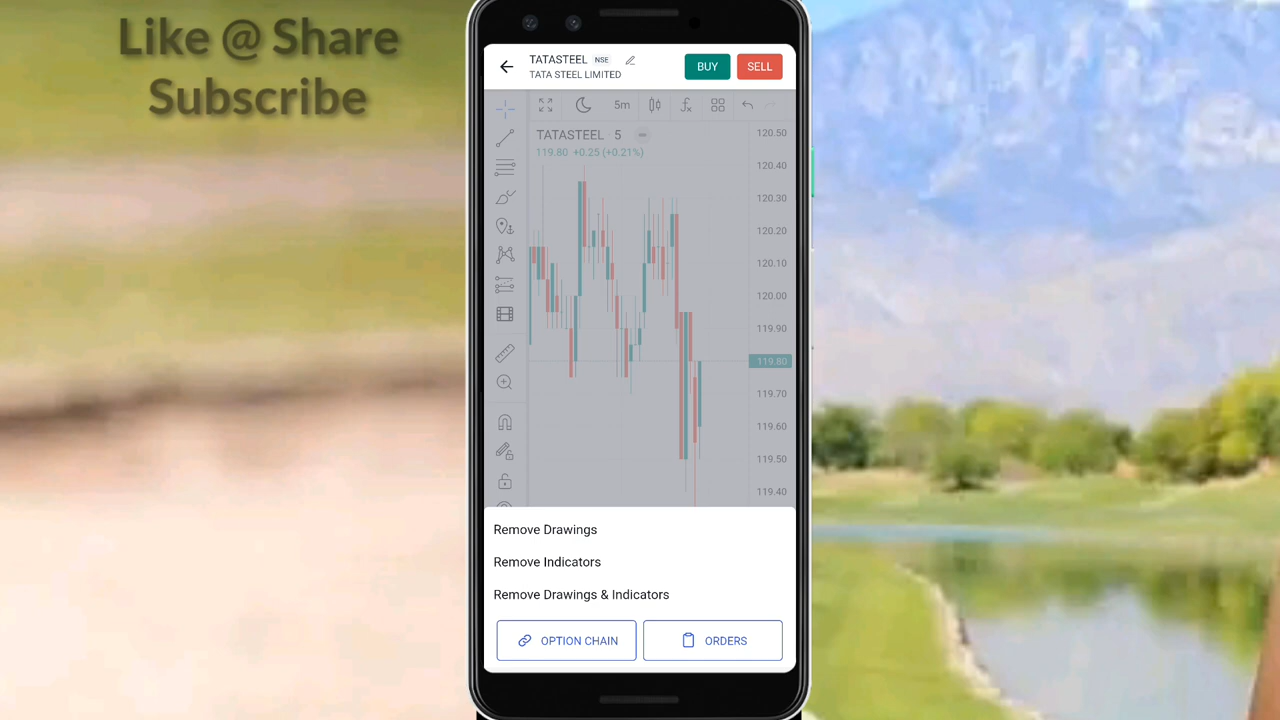 Like @ Share
Subscribe
TATASTEEL NSE
TATA STEEL LIMITED
BUY
SELL
5m
TATASTEEL 5
119.80 +0.25 (+0.21%)
120.50
120.40
120.30
120.20
120.10
120.00
119.90
119.80
119.70
119.60
119.50
119.40
Remove Drawings
Remove Indicators
Remove Drawings & Indicators
OPTION CHAIN
ORDERS